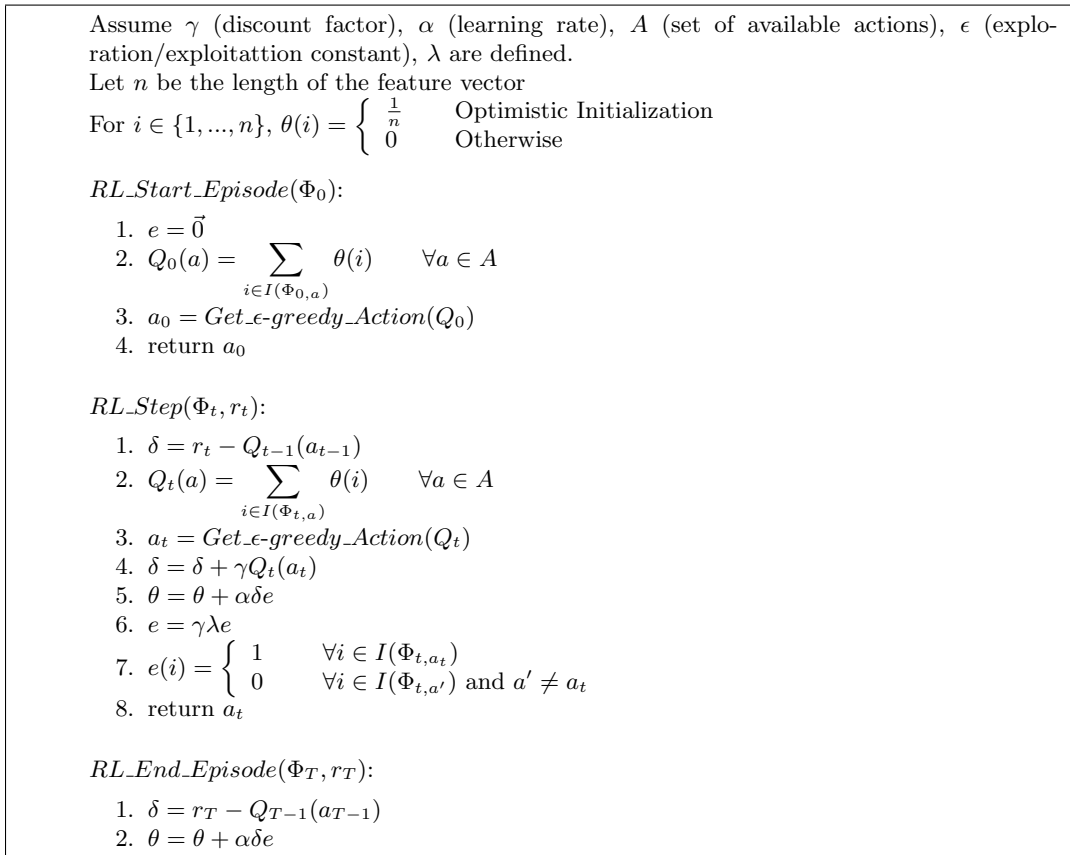 Assume γ (discount factor), α (learning rate), A (set of available actions), ϵ (explo-
ration/exploitattion constant), λ are defined.
Let n be the length of the feature vector
For i ∈ {1, ..., n}, θ(i) = { 1/n Optimistic Initialization
0 Otherwise
RL_Start_Episode(Φ_0):
1. e = \vec{0}
2. Q_0(a) = ∑_{i∈I(Φ_{0,a})} θ(i) ∀a ∈ A
3. a_0 = Get_ϵ-greedy_Action(Q_0)
4. return a_0
RL_Step(Φ_t, r_t):
1. δ = r_t − Q_{t−1}(a_{t−1})
2. Q_t(a) = ∑_{i∈I(Φ_{t,a})} θ(i) ∀a ∈ A
3. a_t = Get_ϵ-greedy_Action(Q_t)
4. δ = δ + γQ_t(a_t)
5. θ = θ + αδe
6. e = γλe
7. e(i) = { 1 ∀i ∈ I(Φ_{t,a_t})
0 ∀i ∈ I(Φ_{t,a′}) and a′ ≠ a_t
8. return a_t
RL_End_Episode(Φ_T, r_T):
1. δ = r_T − Q_{T−1}(a_{T−1})
2. θ = θ + αδe